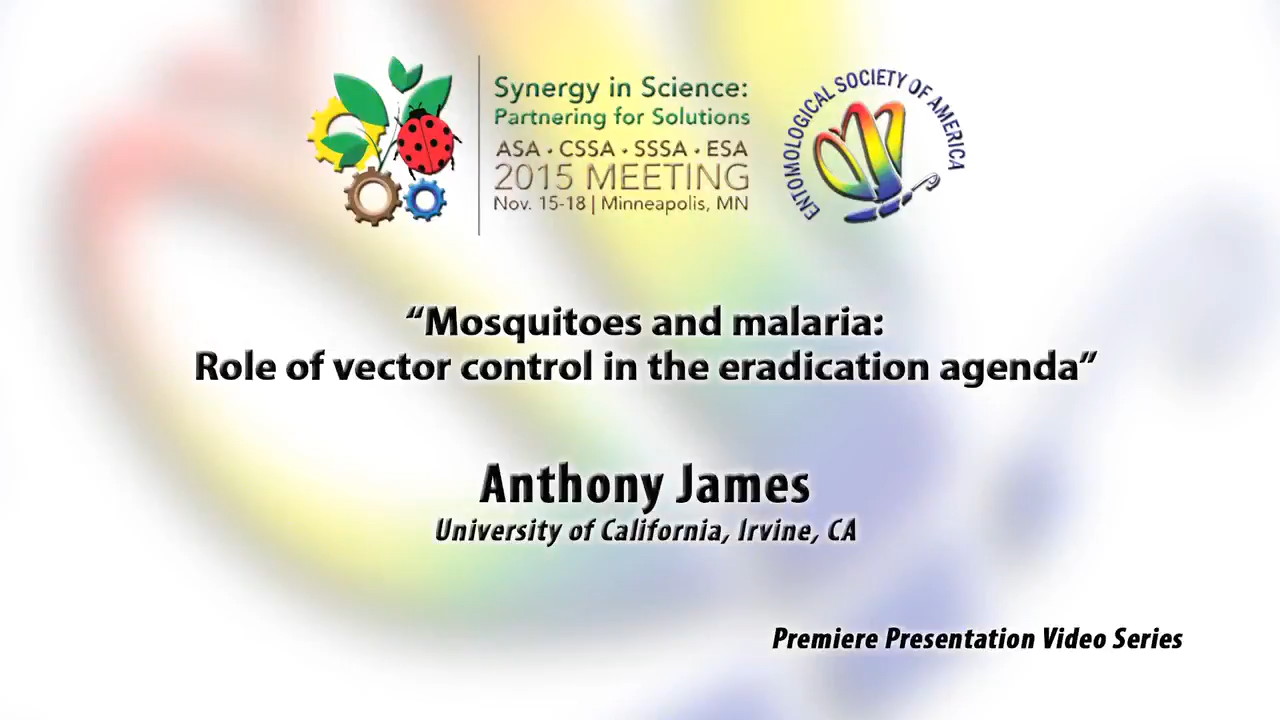 Synergy in Science:
Partnering for Solutions
ASA · CSSA · SSSA · ESA
2015 MEETING
Nov. 15-18 | Minneapolis, MN
ENTOMOLOGICAL SOCIETY OF AMERICA
“Mosquitoes and malaria:
Role of vector control in the eradication agenda”
Anthony James
University of California, Irvine, CA
Premiere Presentation Video Series